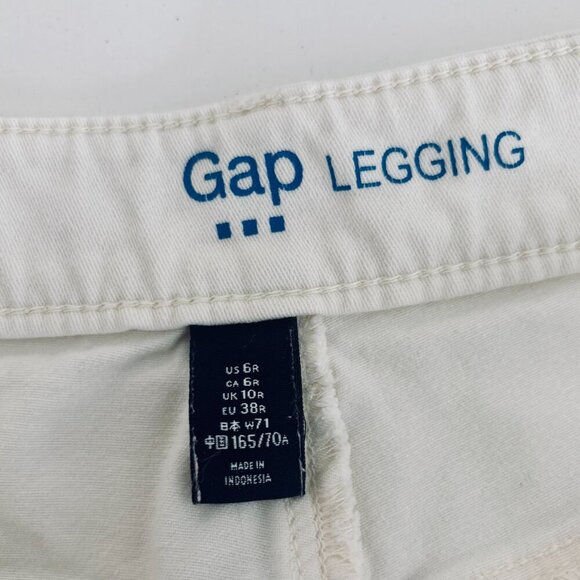 Gap LEGGING
US 6R
CA 6R
UK 10R
EU 38R
日本 W71
中国 165/70A
MADE IN
INDONESIA